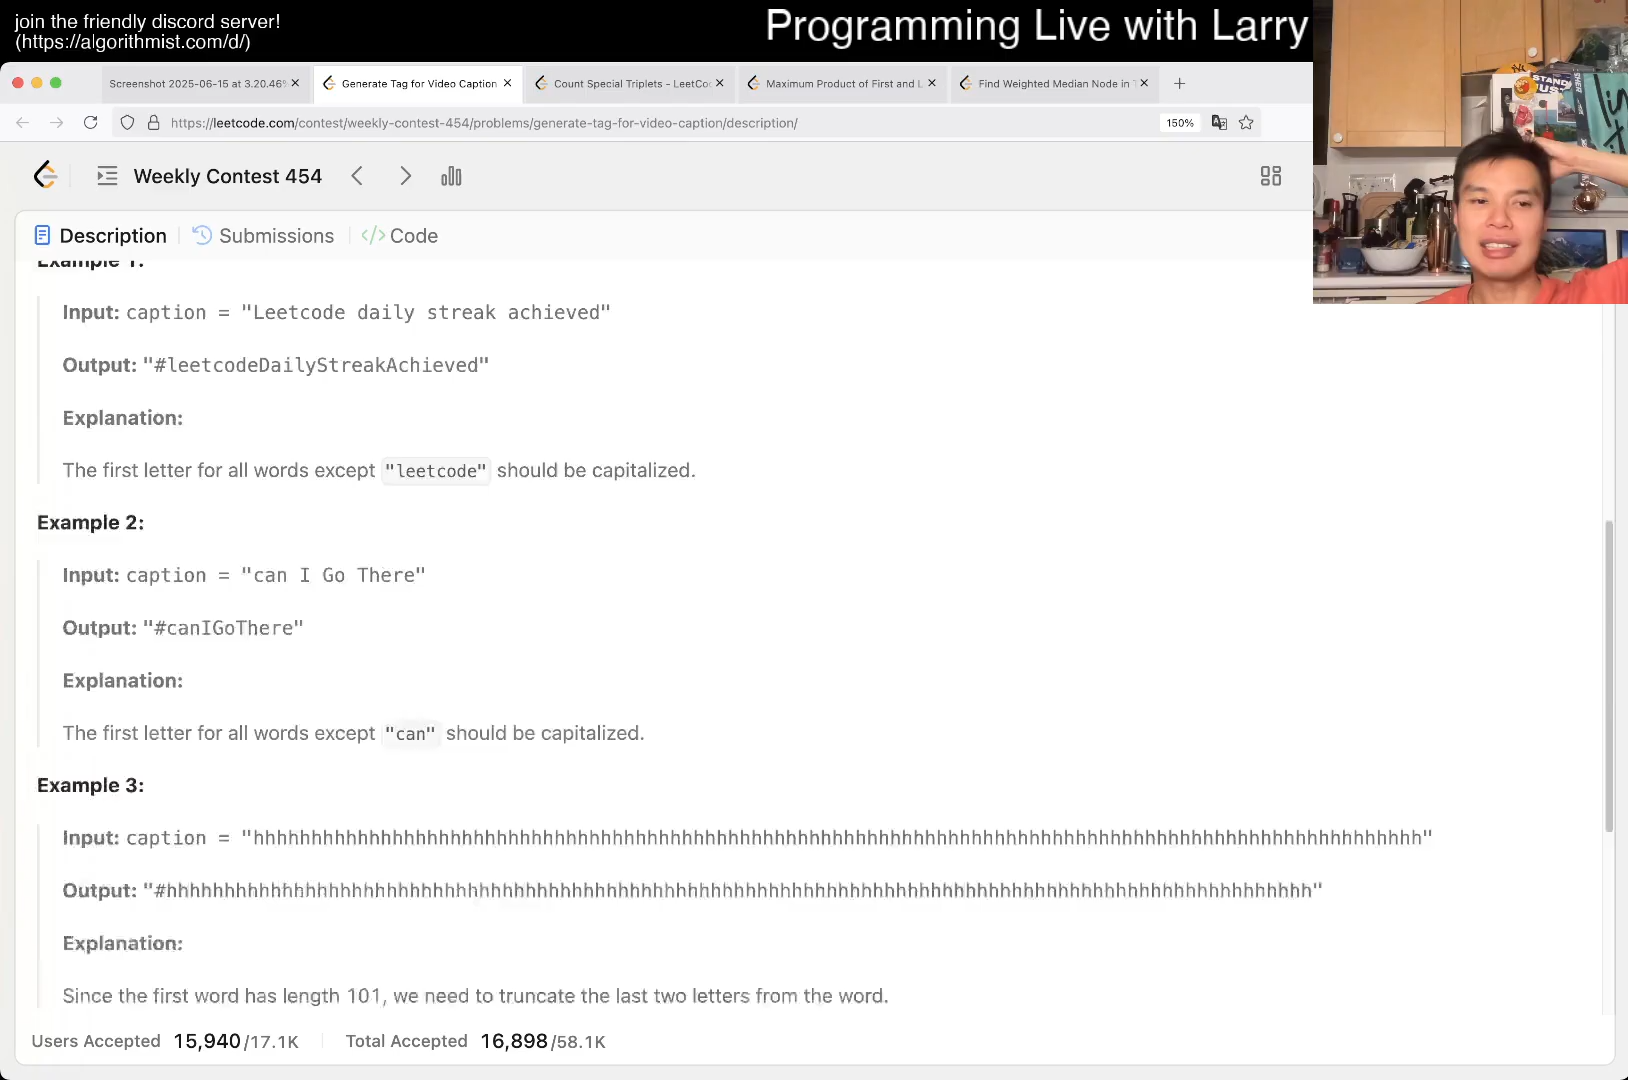 join the friendly discord server!
(https://algorithmist.com/d/)
Programming Live with Larry
Screenshot 2025-06-15 at 3.20.46
Generate Tag for Video Caption
Count Special Triplets - LeetCo
Maximum Product of First and L
Find Weighted Median Node in
https://leetcode.com/contest/weekly-contest-454/problems/generate-tag-for-video-caption/description/
150%
Weekly Contest 454
Description
Submissions
</> Code
Example 1:
Input: caption = "Leetcode daily streak achieved"
Output: "#leetcodeDailyStreakAchieved"
Explanation:
The first letter for all words except "leetcode" should be capitalized.
Example 2:
Input: caption = "can I Go There"
Output: "#canIGoThere"
Explanation:
The first letter for all words except "can" should be capitalized.
Example 3:
Input: caption = "hhhhhhhhhhhhhhhhhhhhhhhhhhhhhhhhhhhhhhhhhhhhhhhhhhhhhhhhhhhhhhhhhhhhhhhhhhhhhhhhhhhhhhhhhhhhhhhhhhhhh"
Output: "#hhhhhhhhhhhhhhhhhhhhhhhhhhhhhhhhhhhhhhhhhhhhhhhhhhhhhhhhhhhhhhhhhhhhhhhhhhhhhhhhhhhhhhhhhhhhhhhhhhh"
Explanation:
Since the first word has length 101, we need to truncate the last two letters from the word.
Users Accepted 15,940/17.1K
Total Accepted 16,898/58.1K